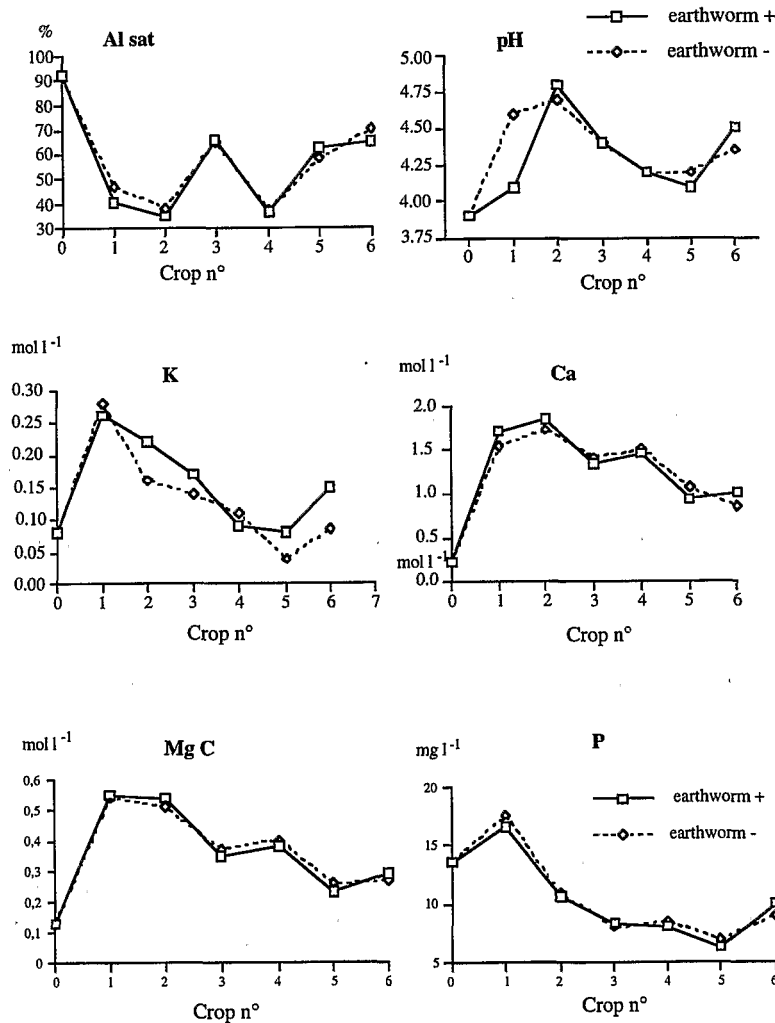 %
Al sat
100
90
80
70
60
50
40
30
0 1 2 3 4 5 6
Crop n°
earthworm +
earthworm -
pH
5.00
4.75
4.50
4.25
4.00
3.75
0 1 2 3 4 5 6
Crop n°
mol l⁻¹
K
0.30
0.25
0.20
0.15
0.10
0.05
0.00
0 1 2 3 4 5 6 7
Crop n°
mol l⁻¹
Ca
2.0
1.5
1.0
0.5
mol l⁻¹
0.0
0 1 2 3 4 5 6
Crop n°
mol l⁻¹
Mg C
0,6
0,5
0,4
0,3
0,2
0,1
0
0 1 2 3 4 5 6
Crop n°
mg l⁻¹
P
earthworm +
earthworm -
20
15
10
5
0 1 2 3 4 5 6
Crop n°